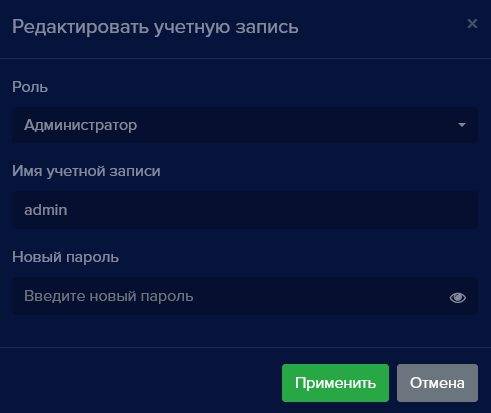 Редактировать учетную запись
×
Роль
Администратор
Имя учетной записи
admin
Новый пароль
Введите новый пароль
Применить Отмена